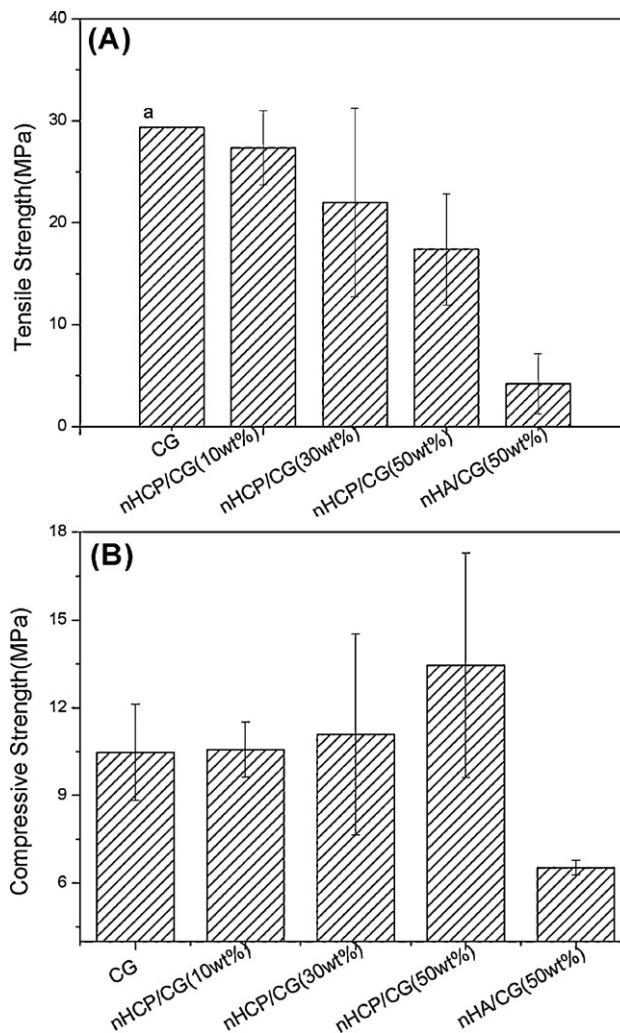 (A)
Tensile Strength(MPa)
40
30
20
10
0
a
CG
nHCP/CG(10wt%)
nHCP/CG(30wt%)
nHCP/CG(50wt%)
nHA/CG(50wt%)
(B)
Compressive Strength(MPa)
18
15
12
9
6
CG
nHCP/CG(10wt%)
nHCP/CG(30wt%)
nHCP/CG(50wt%)
nHA/CG(50wt%)